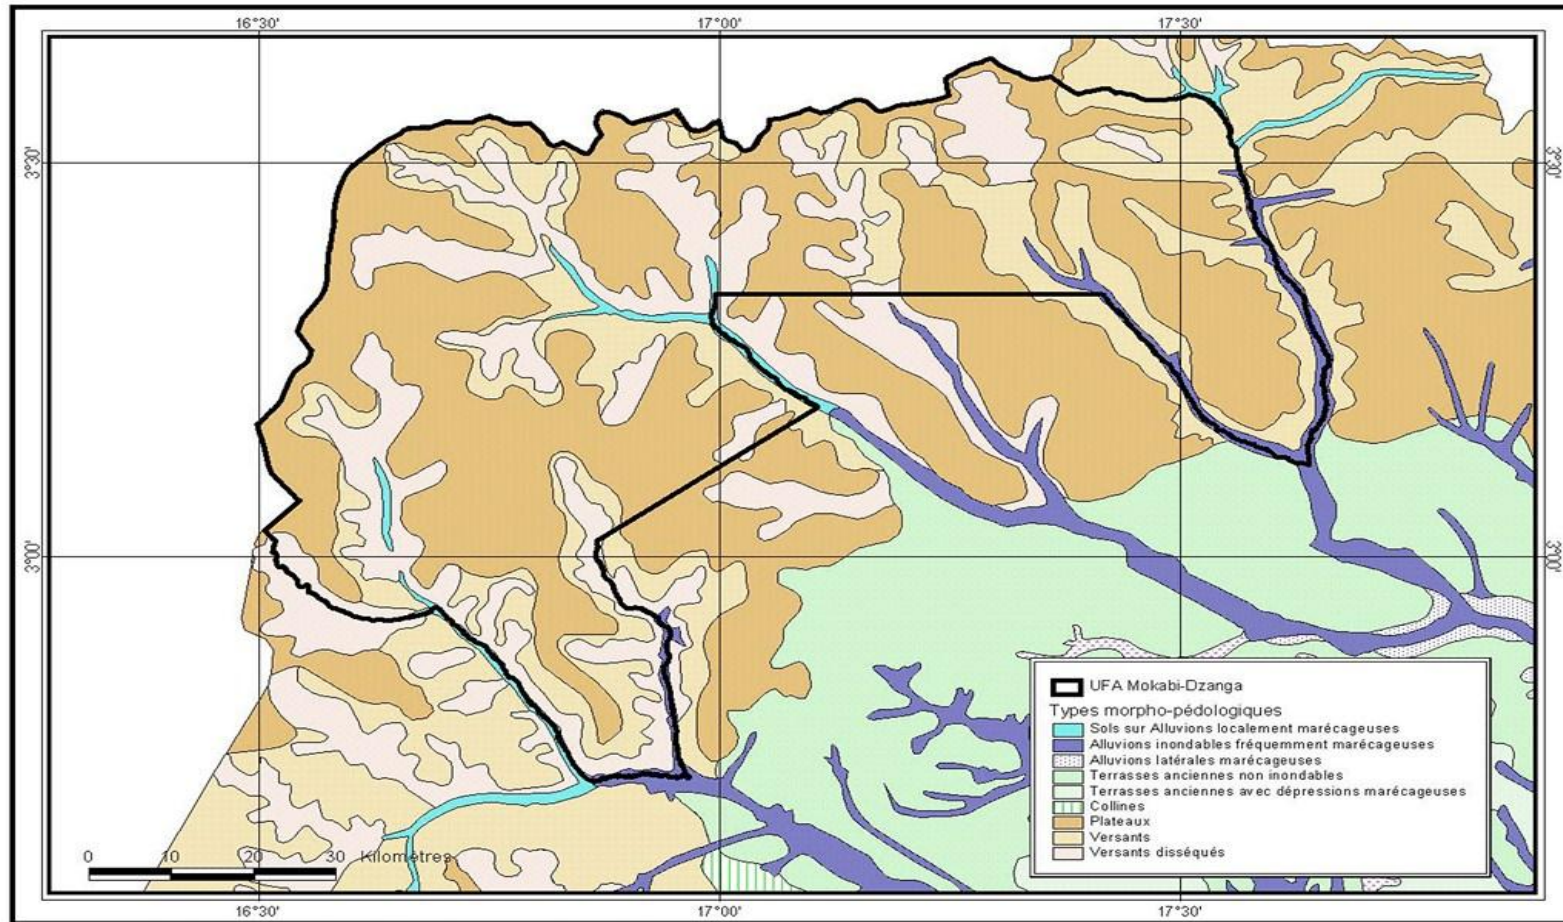 16°30' 17°00' 17°30'
3°30' 3°30'
3°00' 3°00'
UFA Mokabi-Dzanga
Types morpho-pédologiques
Sols sur Alluvions localement marécageuses
Alluvions inondables fréquemment marécageuses
Alluvions latérales marécageuses
Terrasses anciennes non inondables
Terrasses anciennes avec dépressions marécageuses
Collines
Plateaux
Versants
Versants disséqués
0 10 20 30 Kilomètres
16°30' 17°00' 17°30'